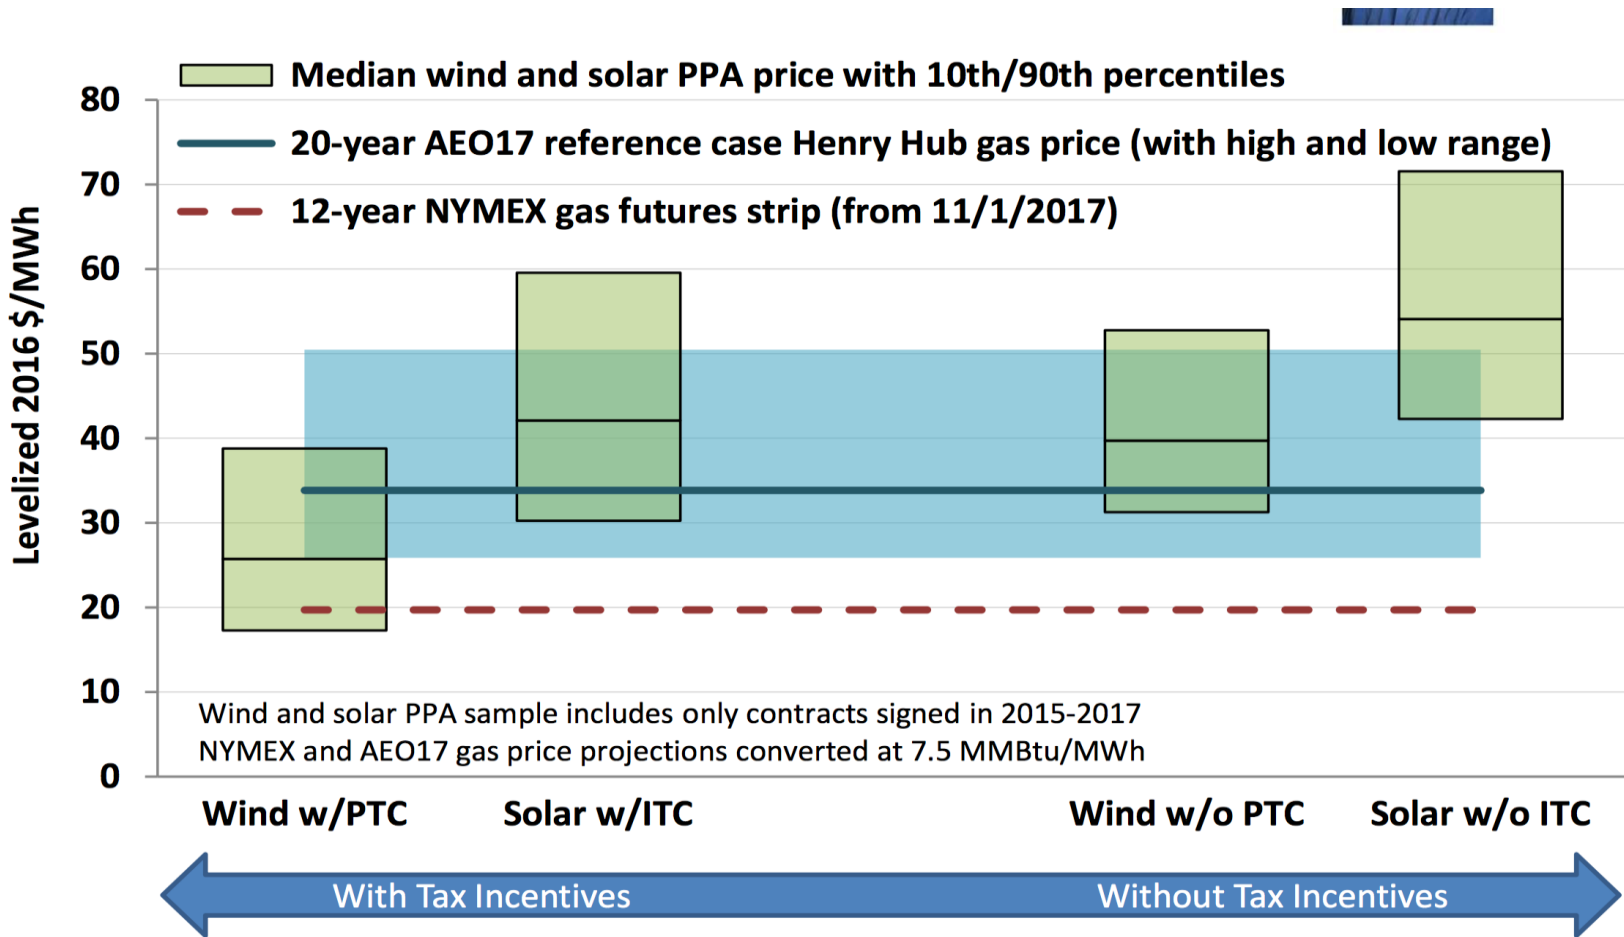 Median wind and solar PPA price with 10th/90th percentiles
20-year AEO17 reference case Henry Hub gas price (with high and low range)
12-year NYMEX gas futures strip (from 11/1/2017)
Levelized 2016 $/MWh
80
70
60
50
40
30
20
10
0
Wind and solar PPA sample includes only contracts signed in 2015-2017
NYMEX and AEO17 gas price projections converted at 7.5 MMBtu/MWh
Wind w/PTC
Solar w/ITC
Wind w/o PTC
Solar w/o ITC
With Tax Incentives
Without Tax Incentives